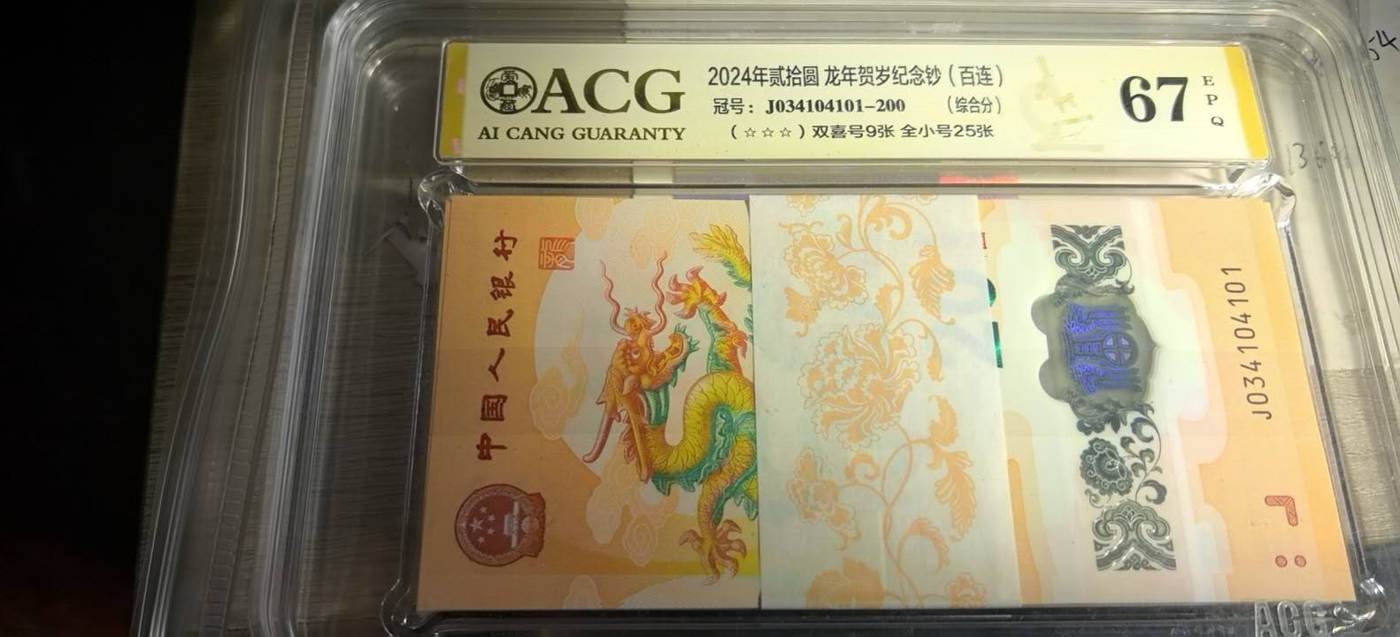 ACG
AI CANG GUARANTY
2024年贰拾圆 龙年贺岁纪念钞（百连）
冠号：J034104101-200 （综合分）
（☆☆☆）双喜号9张 全小号25张
67
EPQ
中国人民银行
J034104101
ACG